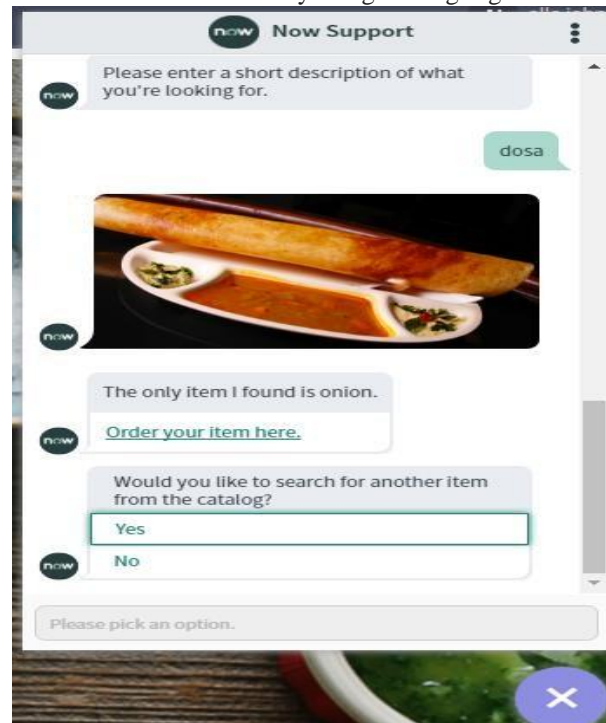 now Now Support
Please enter a short description of what
you're looking for.
now
dosa
now
The only item I found is onion.
Order your item here.
now
Would you like to search for another item
from the catalog?
Yes
No
now
Please pick an option.